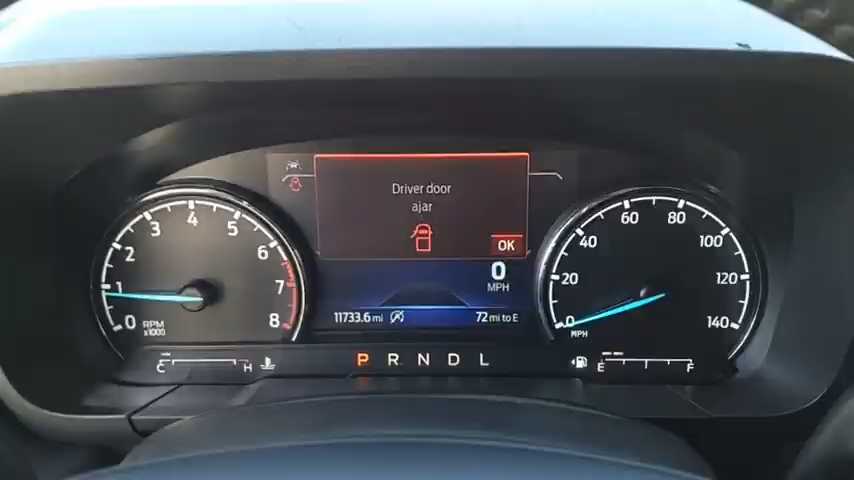 Driver door
ajar
OK
0
MPH
11733.6 mi
72 mi to E
0 1 2 3 4 5 6 7 8
RPM
x1000
0 20 40 60 80 100 120 140
MPH
C H
P R N D L
E F